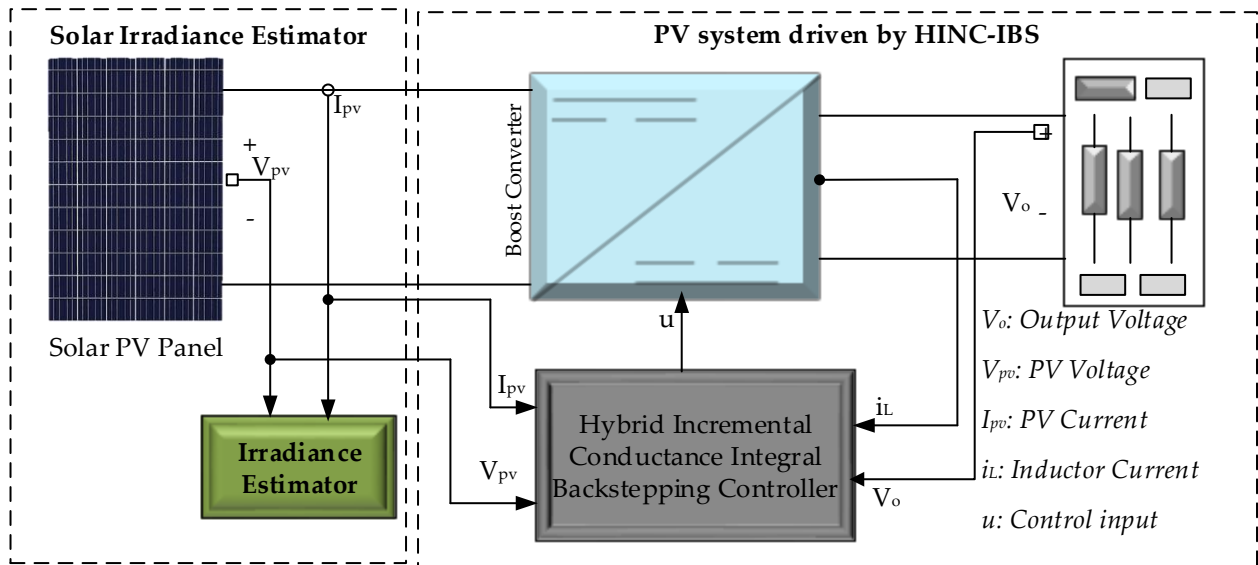 Solar Irradiance Estimator
PV system driven by HINC-IBS
Ipv
+
Vpv
-
Boost Converter
+
Vo
-
Solar PV Panel
u
Ipv
Vpv
iL
Vo
Irradiance
Estimator
Hybrid Incremental
Conductance Integral
Backstepping Controller
Vo: Output Voltage
Vpv: PV Voltage
Ipv: PV Current
iL: Inductor Current
u: Control input